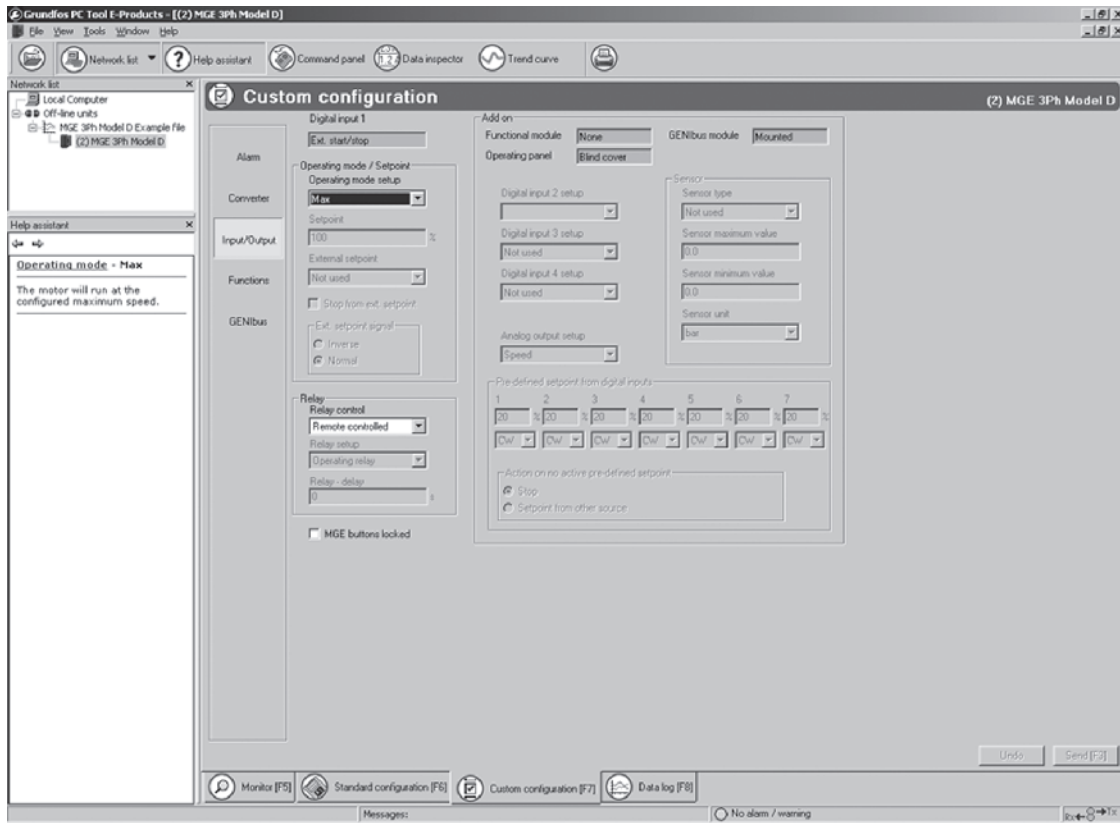 Grundfos PC Tool E-Products - [(2) MGE 3Ph Model D]
File View Tools Window Help
Network list
Help assistant
Command panel
Data inspector
Trend curve
Network list
Local Computer
Off-line units
MGE 3Ph Model D Example file
(2) MGE 3Ph Model D
Help assistant
Operating mode - Max
The motor will run at the
configured maximum speed.
Custom configuration
(2) MGE 3Ph Model D
Alarm
Converter
Input/Output
Functions
GENIbus
Digital input 1
Ext. start/stop
Operating mode / Setpoint
Operating mode setup
Max
Setpoint
100 %
External setpoint
Not used
Stop from ext. setpoint
Ext. setpoint signal
Inverse
Normal
Relay
Relay control
Remote controlled
Relay setup
Operating relay
Relay - delay
0 s
MGE buttons locked
Add on
Functional module None GENIbus module Mounted
Operating panel Blind cover
Digital input 2 setup
Digital input 3 setup
Not used
Digital input 4 setup
Not used
Analog output setup
Speed
Sensor
Sensor type
Not used
Sensor maximum value
0.0
Sensor minimum value
0.0
Sensor unit
bar
Pre-defined setpoint from digital inputs
1 2 3 4 5 6 7
20 % 20 % 20 % 20 % 20 % 20 % 20 %
CW CW CW CW CW CW CW
Action on no active pre-defined setpoint
Stop
Setpoint from other source
Undo
Send [F3]
Monitor [F5]
Standard configuration [F6]
Custom configuration [F7]
Data log [F8]
Messages:
No alarm / warning
Rx Tx